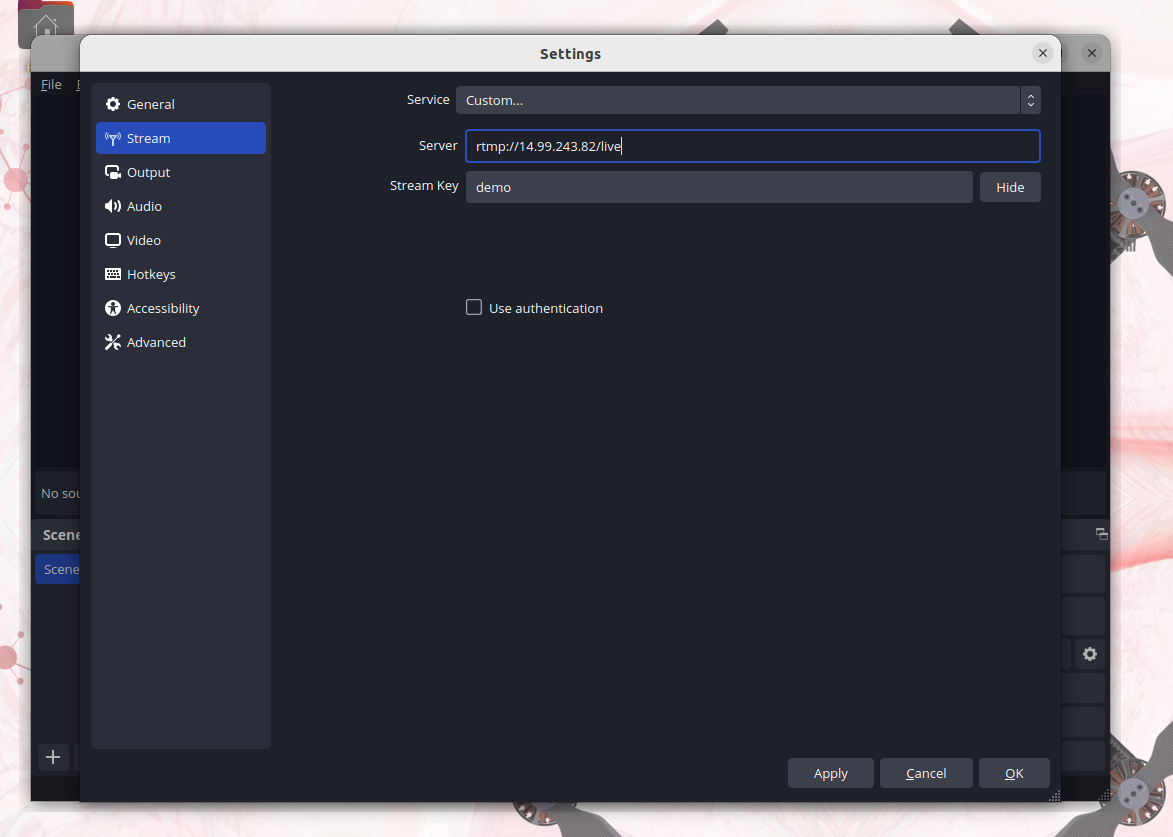 Settings
File
General
Stream
Output
Audio
Video
Hotkeys
Accessibility
Advanced
Service Custom...
Server rtmp://14.99.243.82/live
Stream Key demo Hide
Use authentication
No sou
Scene
Scene
Apply Cancel OK